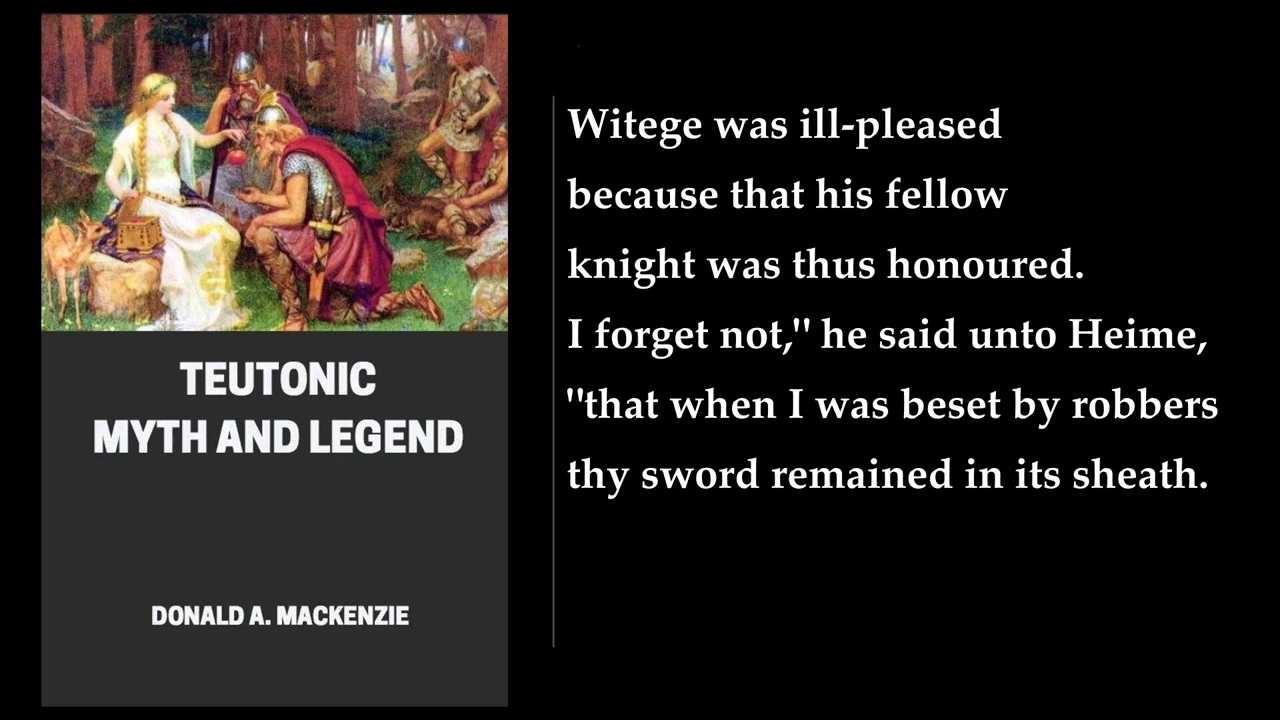 TEUTONIC
MYTH AND LEGEND
DONALD A. MACKENZIE
Witege was ill-pleased
because that his fellow
knight was thus honoured.
I forget not," he said unto Heime,
"that when I was beset by robbers
thy sword remained in its sheath.